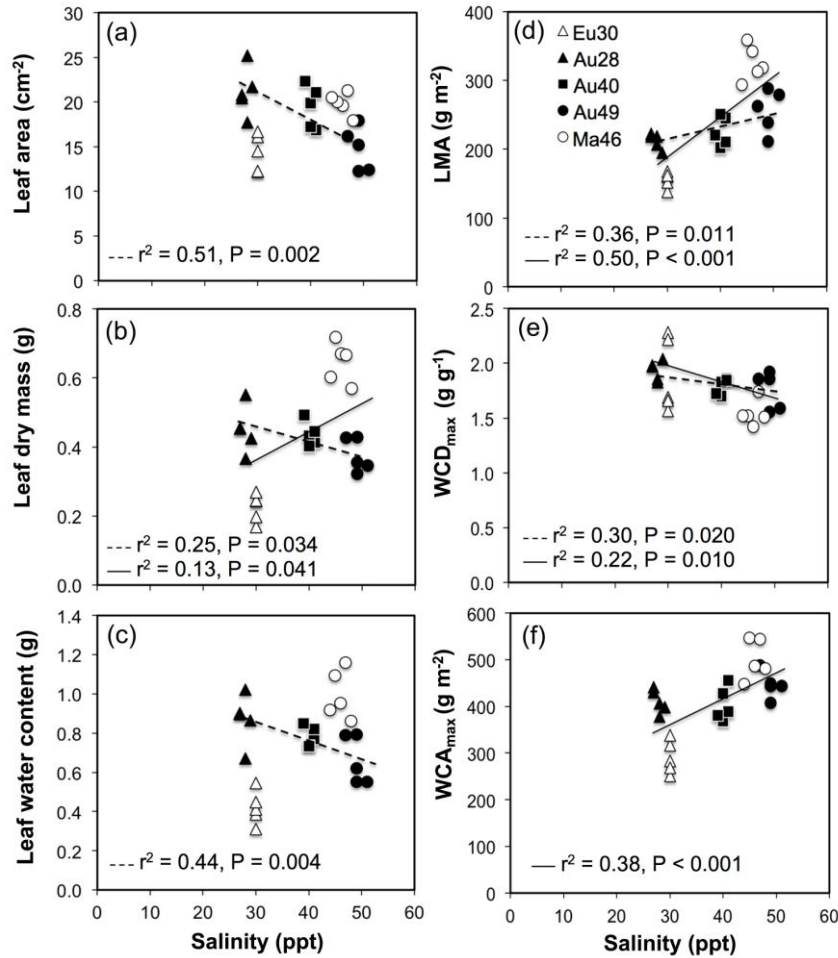 (a)
Leaf area (cm⁻²)
30
25
20
15
10
5
0
r² = 0.51, P = 0.002
(b)
Leaf dry mass (g)
0.8
0.6
0.4
0.2
0.0
r² = 0.25, P = 0.034
r² = 0.13, P = 0.041
(c)
Leaf water content (g)
1.4
1.2
1.0
0.8
0.6
0.4
0.2
0.0
r² = 0.44, P = 0.004
0 10 20 30 40 50 60
Salinity (ppt)
(d)
Eu30
Au28
Au40
Au49
Ma46
LMA (g m⁻²)
400
300
200
100
0
r² = 0.36, P = 0.011
r² = 0.50, P < 0.001
(e)
WCDmax (g g⁻¹)
2.5
2.0
1.5
1.0
0.5
0.0
r² = 0.30, P = 0.020
r² = 0.22, P = 0.010
(f)
WCAmax (g m⁻²)
600
500
400
300
200
100
0
r² = 0.38, P < 0.001
0 10 20 30 40 50 60
Salinity (ppt)